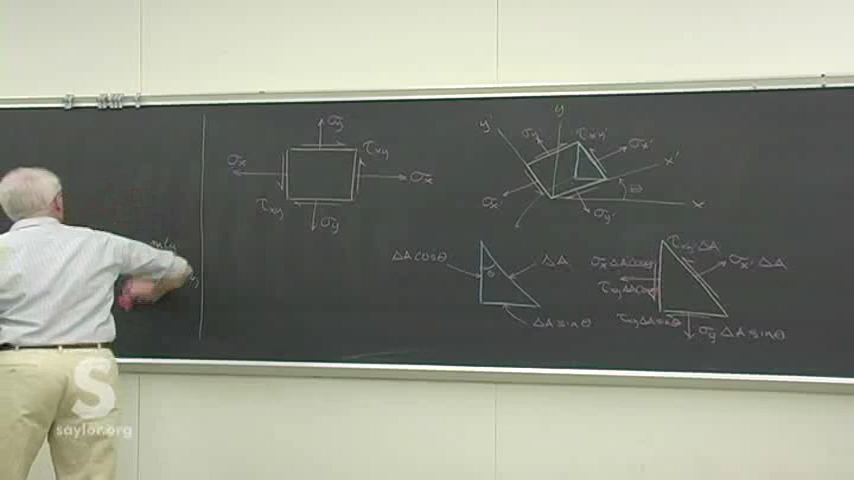 σy
τxy
σx
σx
τxy
σy
y'
y
σy'
τx'y'
σx'
x'
θ
σx'
σy'
x
ΔA cosθ
θ
ΔA
ΔA sinθ
τx'y' ΔA
σx ΔA cosθ
σx' ΔA
τxy ΔA cosθ
τxy ΔA sinθ
σy ΔA sinθ
only
S
saylor.org